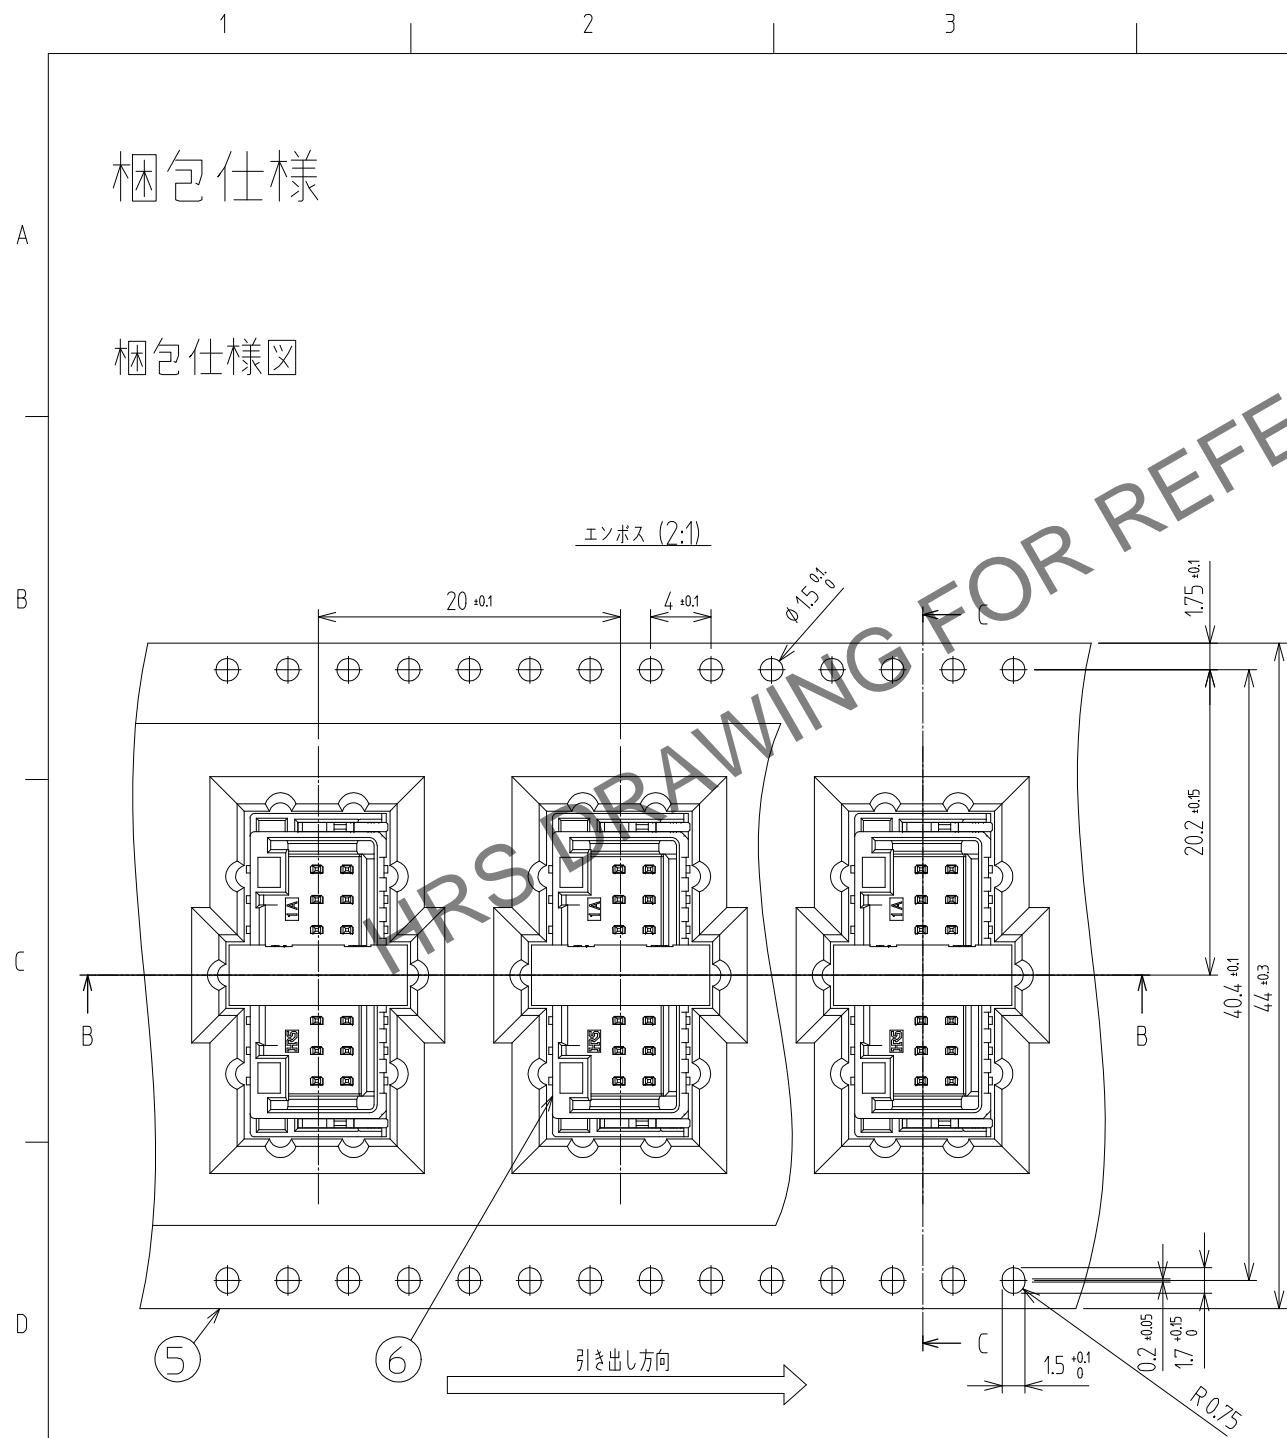 1 2 3
梱包仕様
A
梱包仕様図
エンボス (2:1)
B
20 ±0.1
4 ±0.1
Ø1.5 0.1 0
C
1.75 ±0.1
HRS DRAWING FOR REFE
20.2 ±0.15
1A
1A
1A
C
40.4 ±0.1
44 ±0.3
B
B
HRS
HRS
HRS
D
5
6
引き出し方向
C
1.5 +0.1 0
0.2 ±0.05
1.7 +0.15 0
R0.75